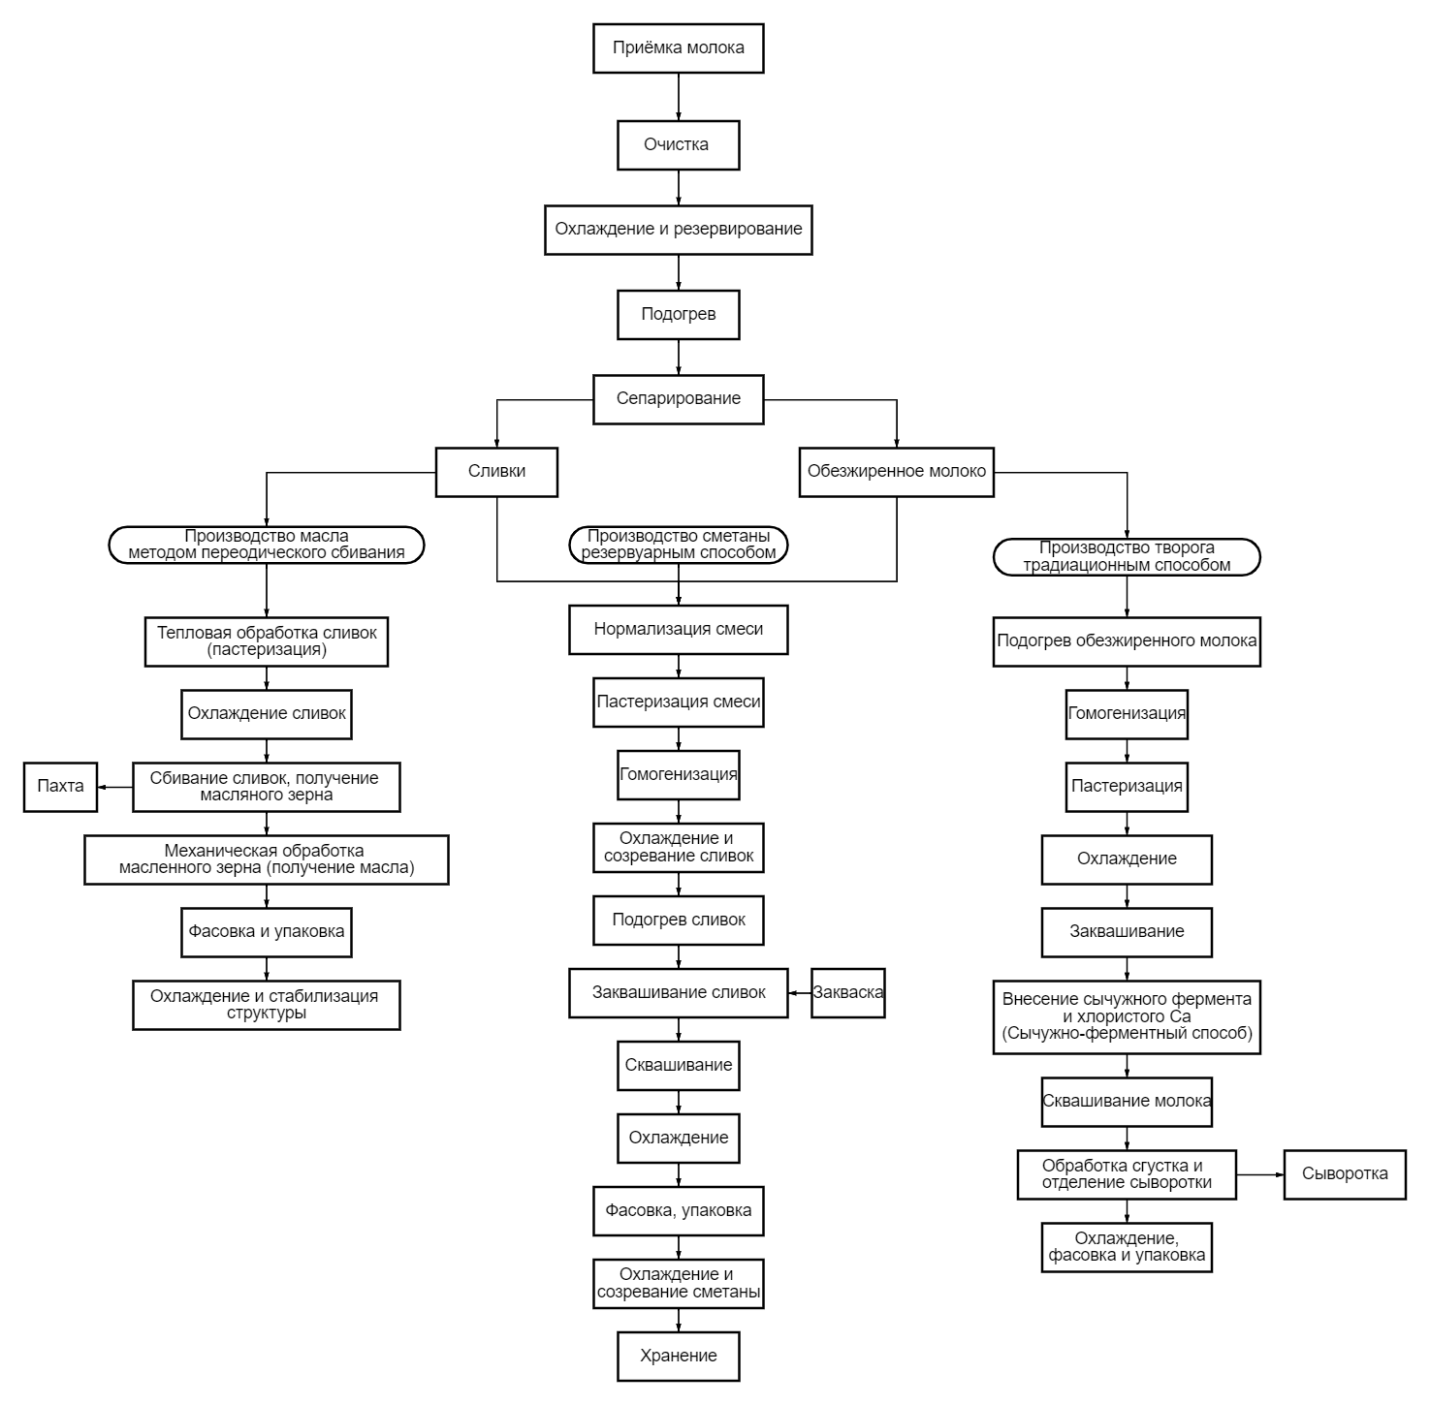 Приёмка молока
Очистка
Охлаждение и резервирование
Подогрев
Сепарирование
Сливки
Обезжиренное молоко
Производство масла
методом переодического сбивания
Тепловая обработка сливок
(пастеризация)
Охлаждение сливок
Сбивание сливок, получение
масляного зерна
Пахта
Механическая обработка
масленного зерна (получение масла)
Фасовка и упаковка
Охлаждение и стабилизация
структуры
Производство сметаны
резервуарным способом
Нормализация смеси
Пастеризация смеси
Гомогенизация
Охлаждение и
созревание сливок
Подогрев сливок
Заквашивание сливок
Закваска
Сквашивание
Охлаждение
Фасовка, упаковка
Охлаждение и
созревание сметаны
Хранение
Производство творога
традиационным способом
Подогрев обезжиренного молока
Гомогенизация
Пастеризация
Охлаждение
Заквашивание
Внесение сычужного фермента
и хлористого Ca
(Сычужно-ферментный способ)
Сквашивание молока
Обработка сгустка и
отделение сыворотки
Сыворотка
Охлаждение,
фасовка и упаковка